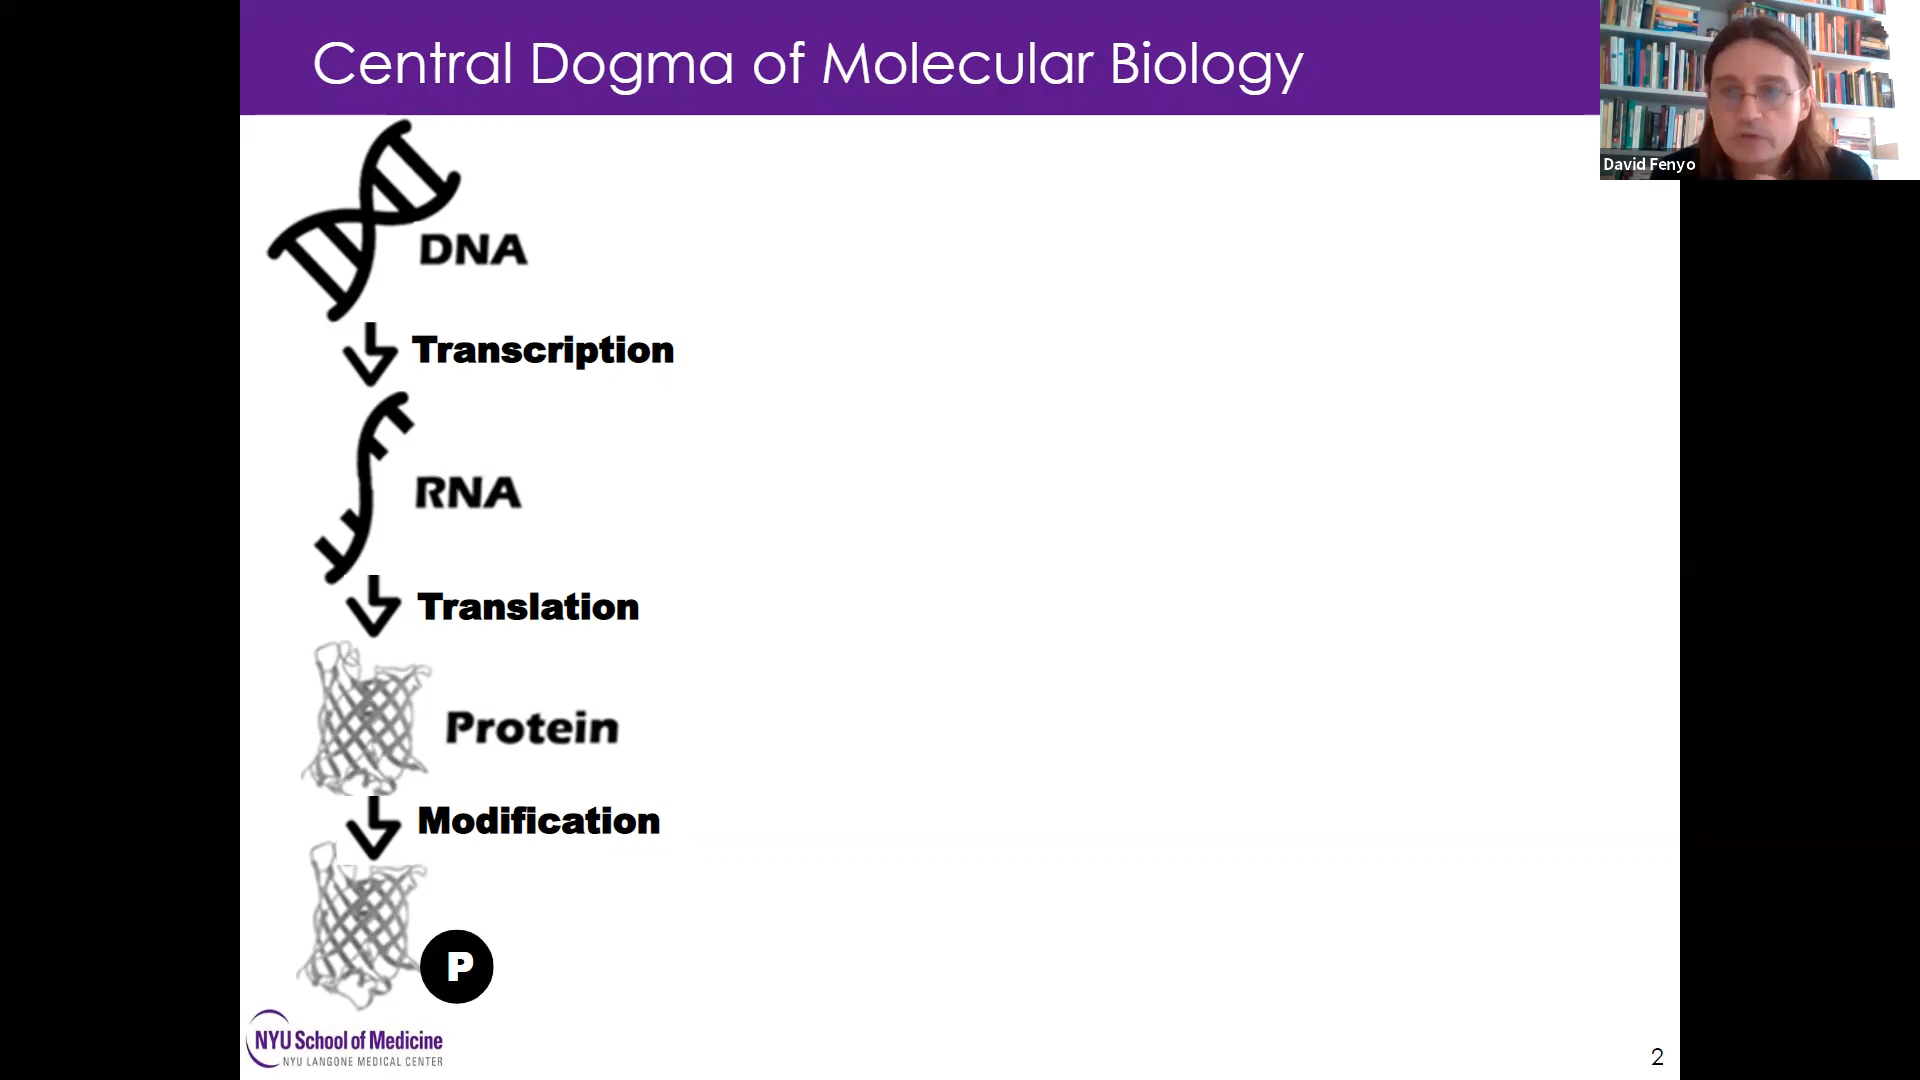 Central Dogma of Molecular Biology
David Fenyo
DNA
Transcription
RNA
Translation
Protein
Modification
P
NYU School of Medicine
NYU LANGONE MEDICAL CENTER
2